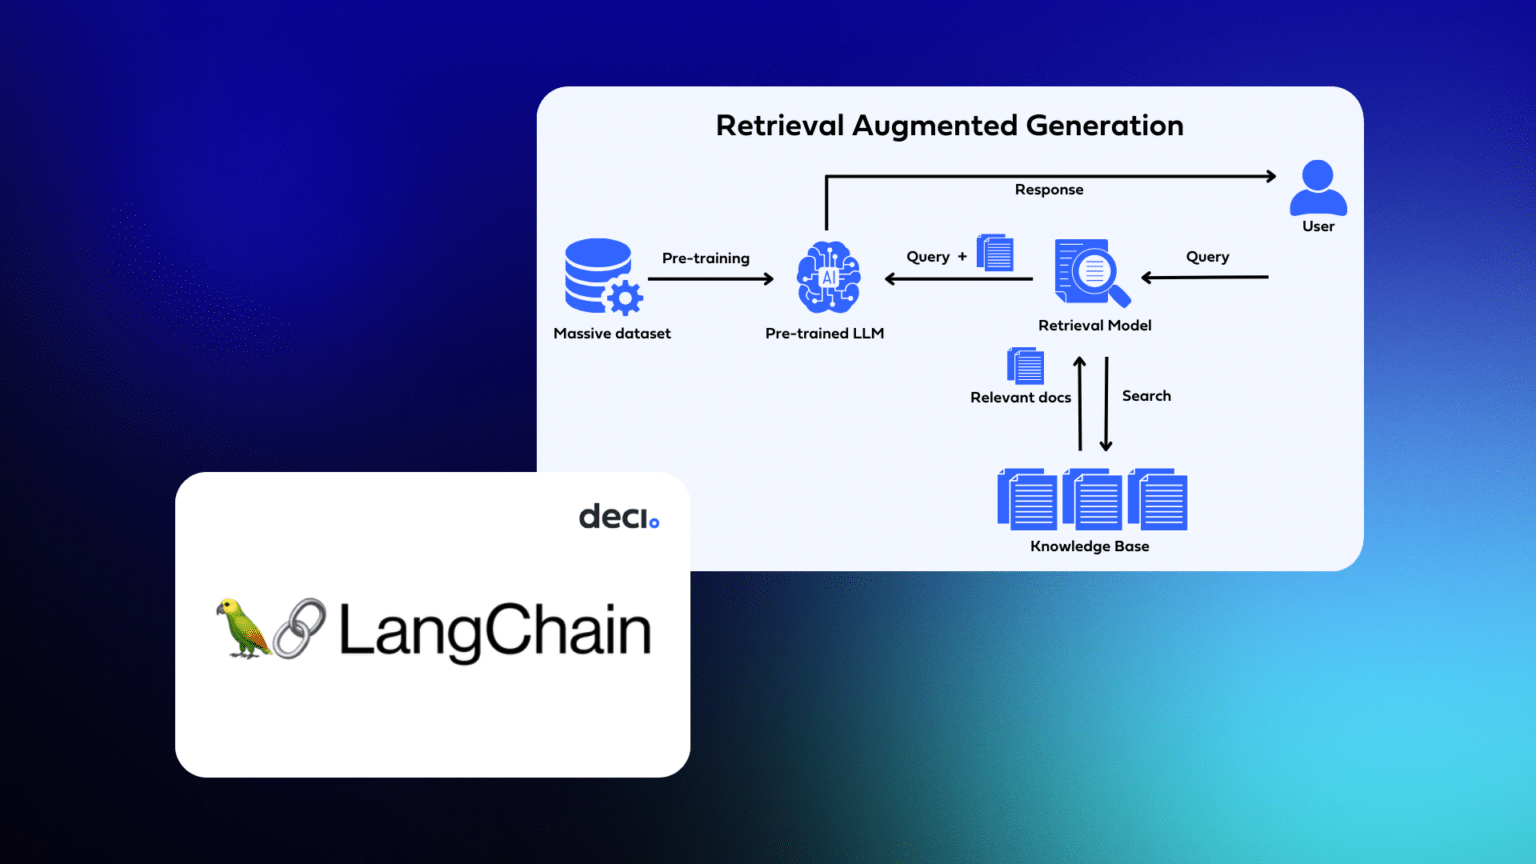 Retrieval Augmented Generation
Response
User
Pre-training
Query +
Query
AI
Massive dataset
Pre-trained LLM
Retrieval Model
Relevant docs
Search
Knowledge Base
deci.
LangChain